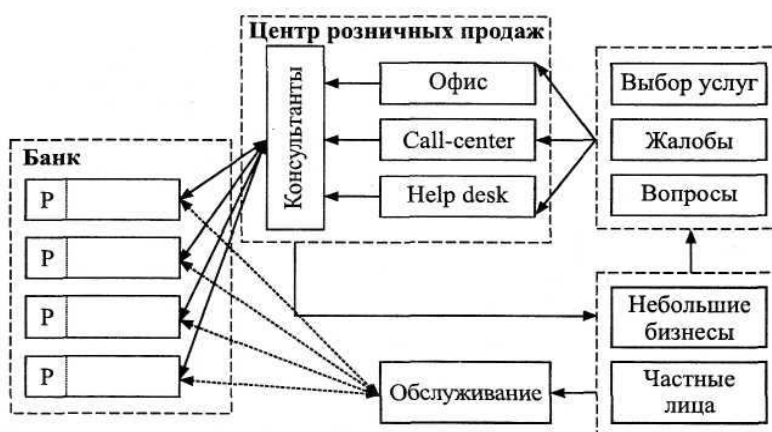 Центр розничных продаж
Консультанты
Офис
Call-center
Help desk
Выбор услуг
Жалобы
Вопросы
Банк
Р
Р
Р
Р
Небольшие
бизнесы
Частные
лица
Обслуживание